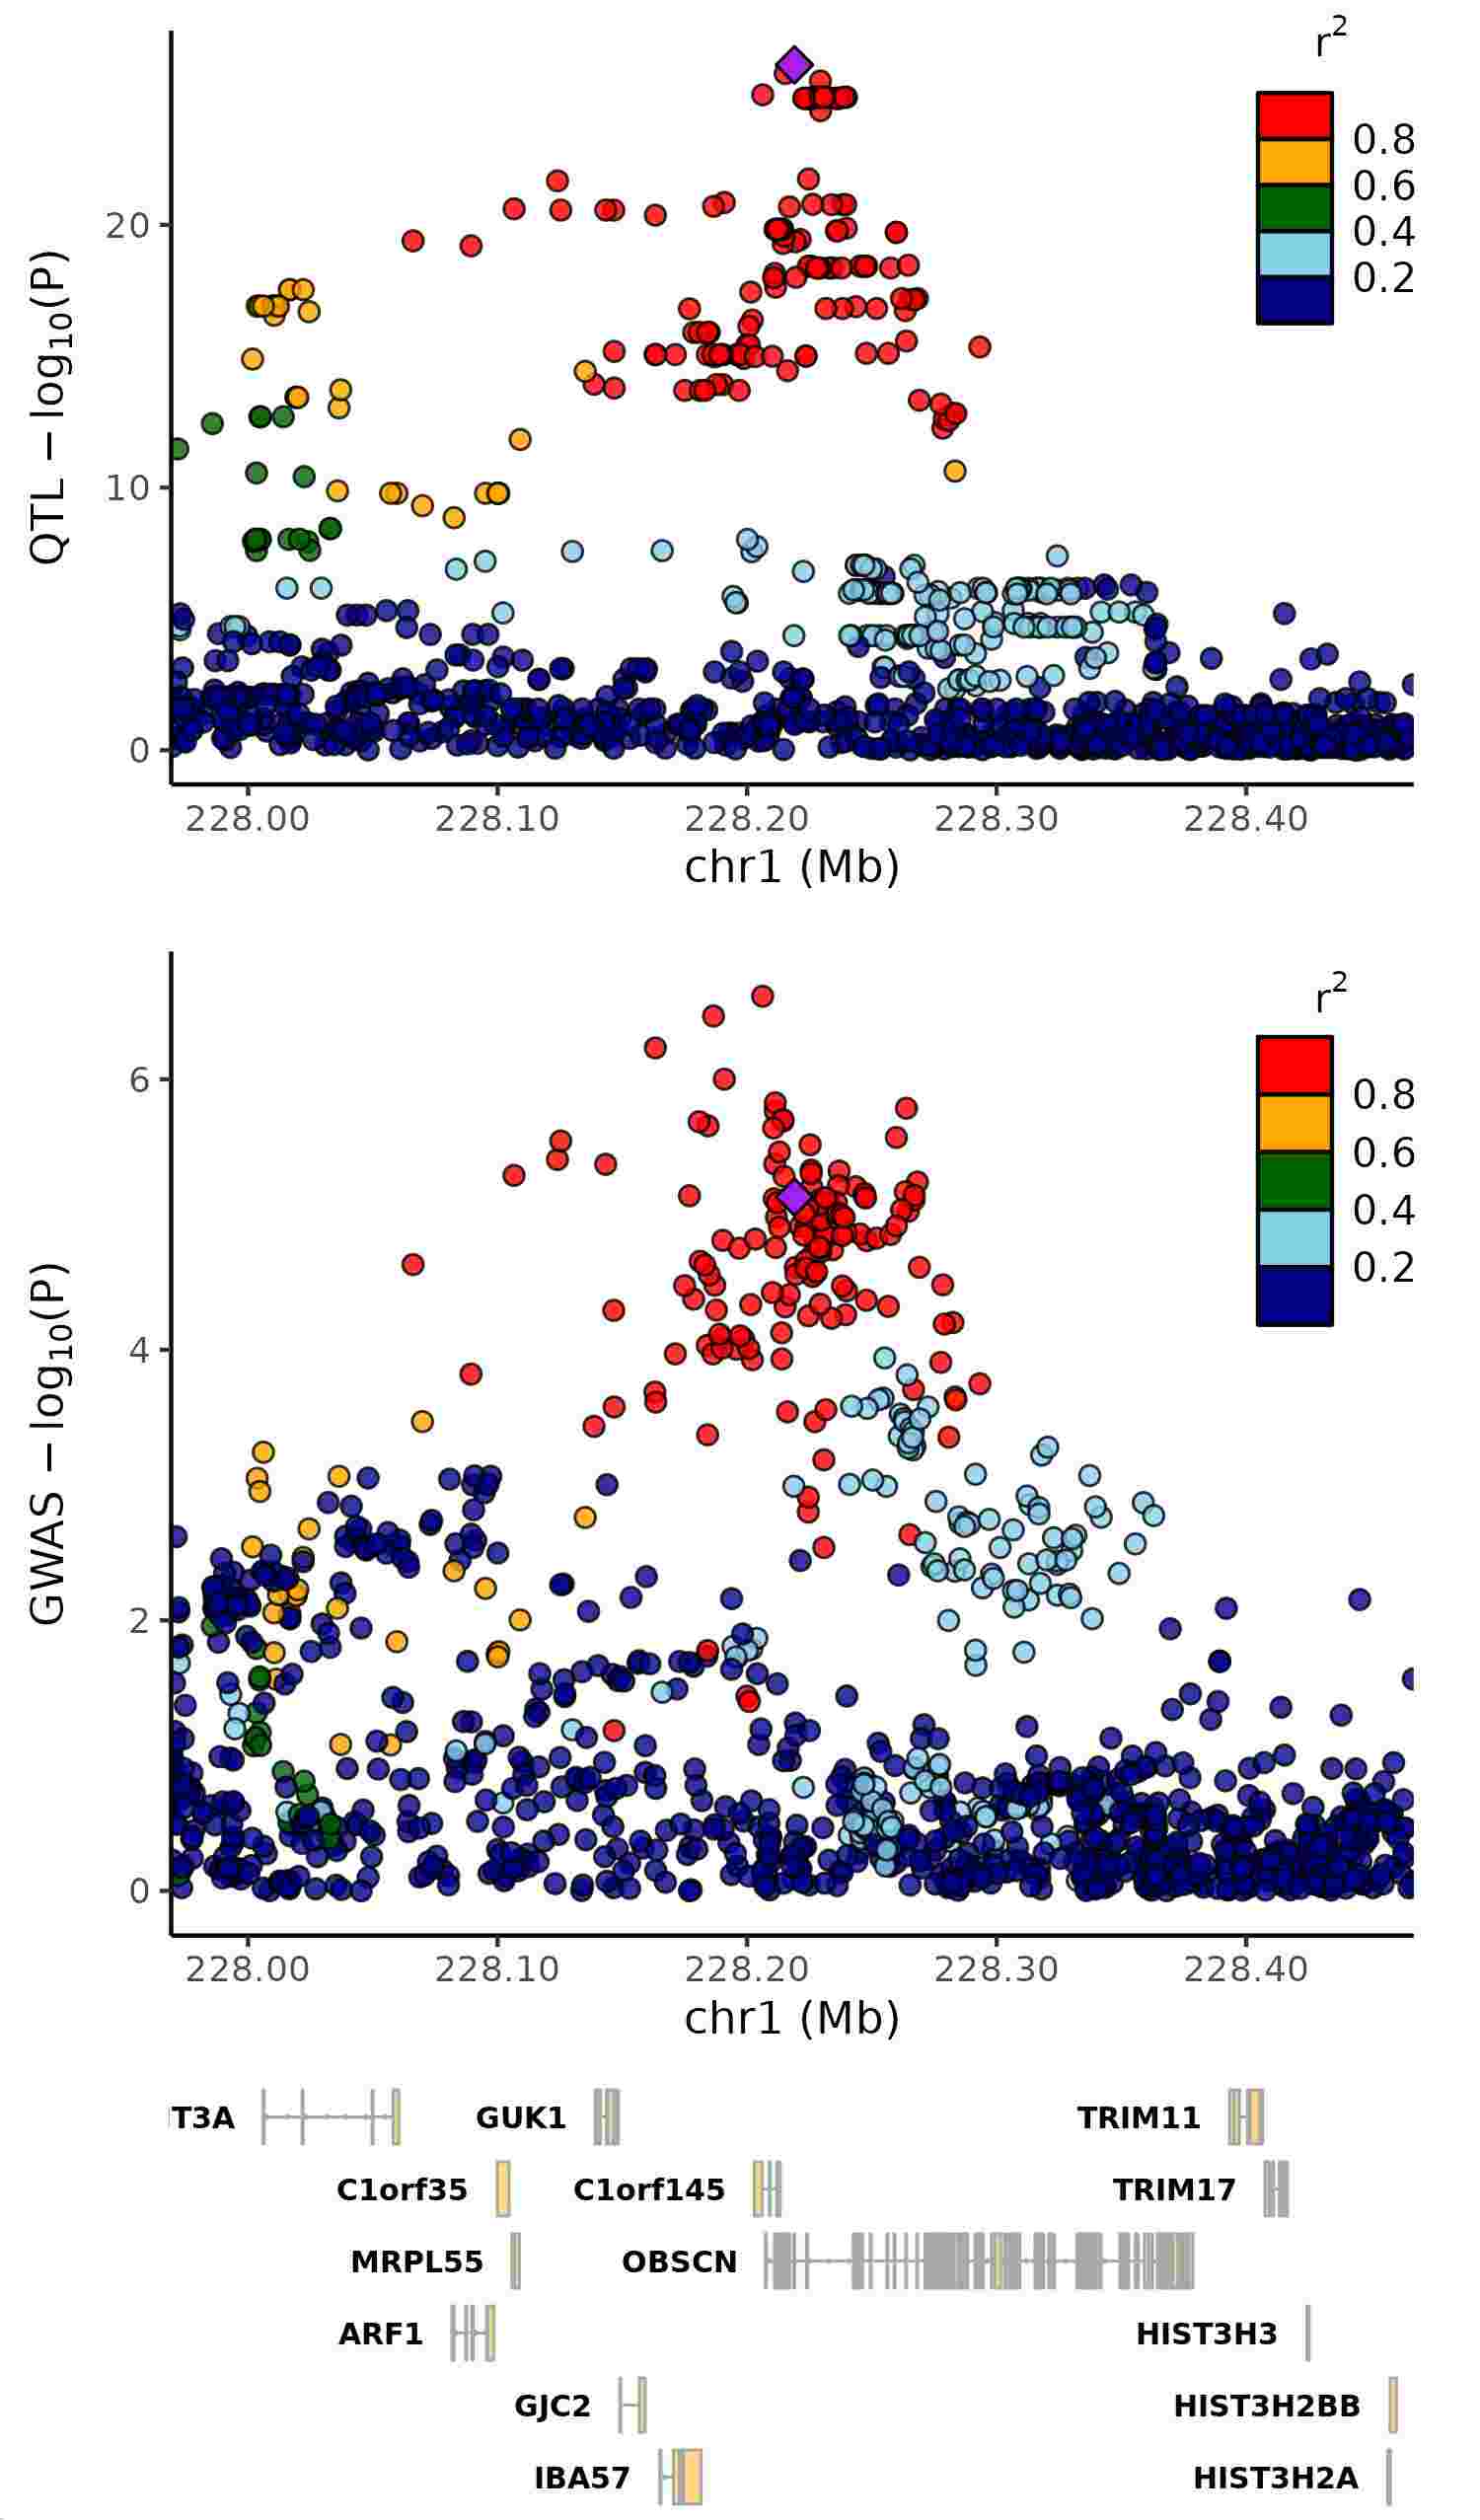 r²
0.8
0.6
0.4
0.2
QTL − log₁₀(P)
20
10
0
228.00 228.10 228.20 228.30 228.40
chr1 (Mb)
r²
0.8
0.6
0.4
0.2
GWAS − log₁₀(P)
6
4
2
0
228.00 228.10 228.20 228.30 228.40
chr1 (Mb)
T3A GUK1 TRIM11
C1orf35 C1orf145 TRIM17
MRPL55 OBSCN
ARF1 HIST3H3
GJC2 HIST3H2BB
IBA57 HIST3H2A